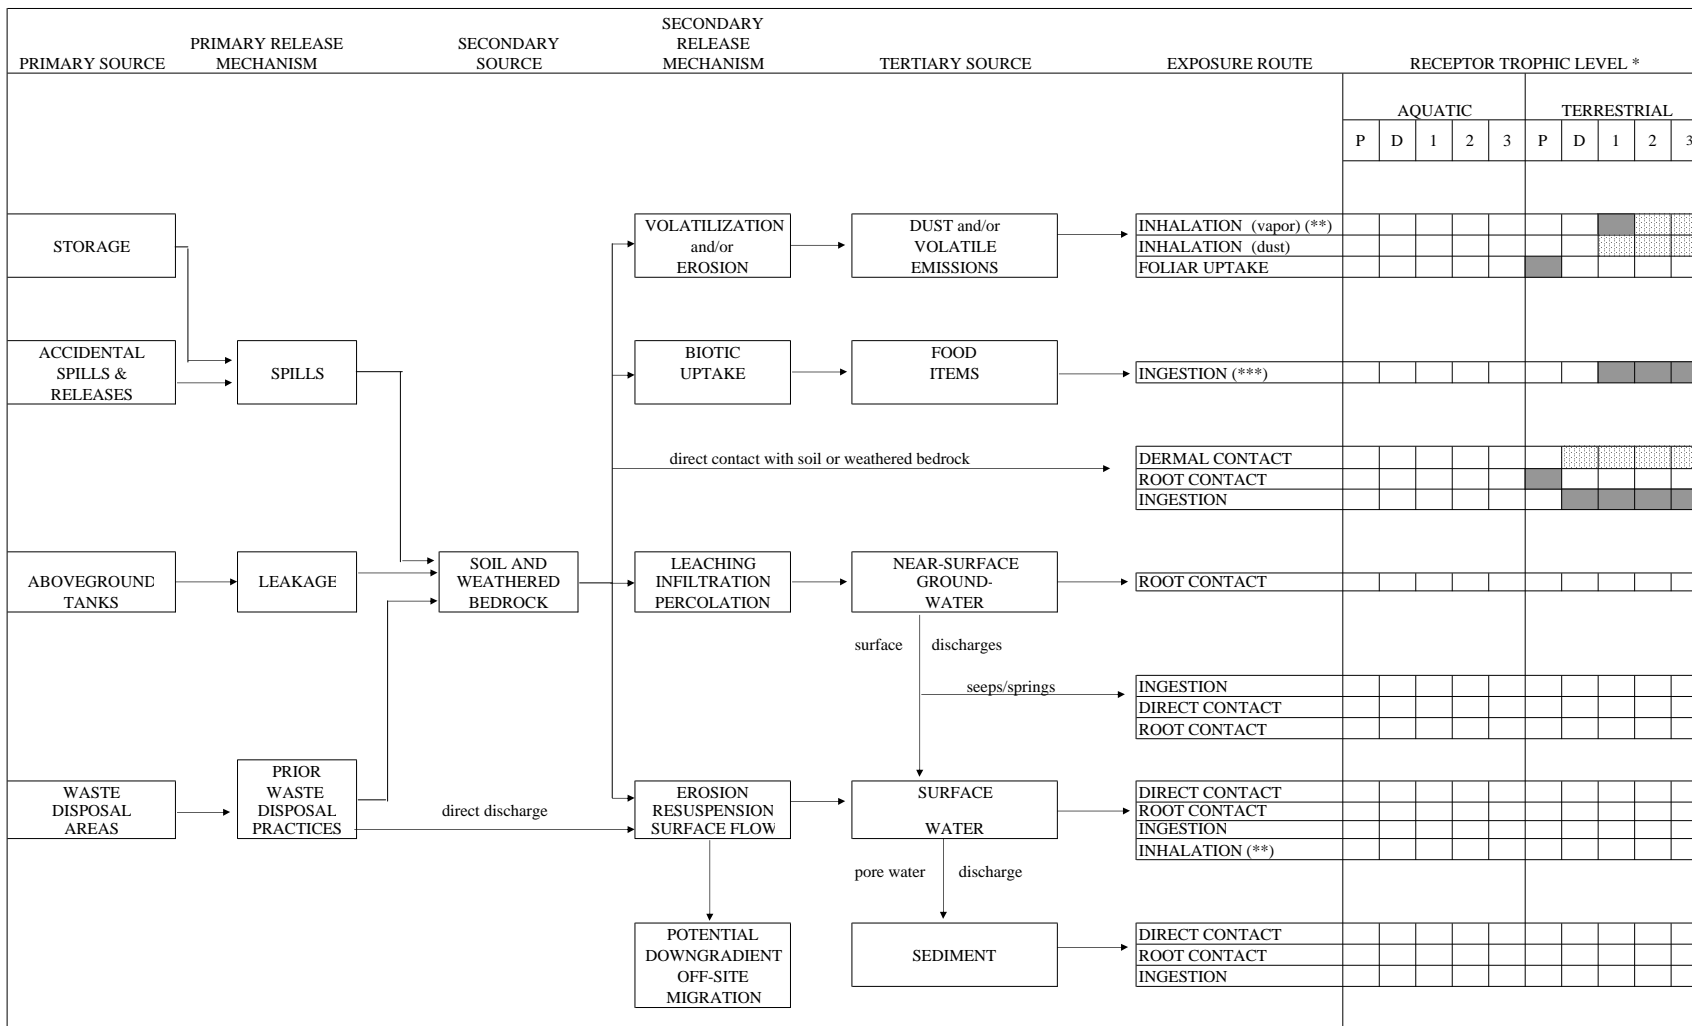 PRIMARY SOURCE
PRIMARY RELEASE
MECHANISM
SECONDARY
SOURCE
SECONDARY
RELEASE
MECHANISM
TERTIARY SOURCE
EXPOSURE ROUTE
RECEPTOR TROPHIC LEVEL *
AQUATIC
TERRESTRIAL
P D 1 2 3 P D 1 2 3
STORAGE
VOLATILIZATION
and/or
EROSION
DUST and/or
VOLATILE
EMISSIONS
INHALATION (vapor) (**)
INHALATION (dust)
FOLIAR UPTAKE
ACCIDENTAL
SPILLS &
RELEASES
SPILLS
BIOTIC
UPTAKE
FOOD
ITEMS
INGESTION (***)
direct contact with soil or weathered bedrock
DERMAL CONTACT
ROOT CONTACT
INGESTION
ABOVEGROUND
TANKS
LEAKAGE
SOIL AND
WEATHERED
BEDROCK
LEACHING
INFILTRATION
PERCOLATION
NEAR-SURFACE
GROUND-
WATER
ROOT CONTACT
surface discharges
seeps/springs
INGESTION
DIRECT CONTACT
ROOT CONTACT
WASTE
DISPOSAL
AREAS
PRIOR
WASTE
DISPOSAL
PRACTICES
direct discharge
EROSION
RESUSPENSION
SURFACE FLOW
SURFACE
WATER
DIRECT CONTACT
ROOT CONTACT
INGESTION
INHALATION (**)
pore water discharge
POTENTIAL
DOWNGRADIENT
OFF-SITE
MIGRATION
SEDIMENT
DIRECT CONTACT
ROOT CONTACT
INGESTION